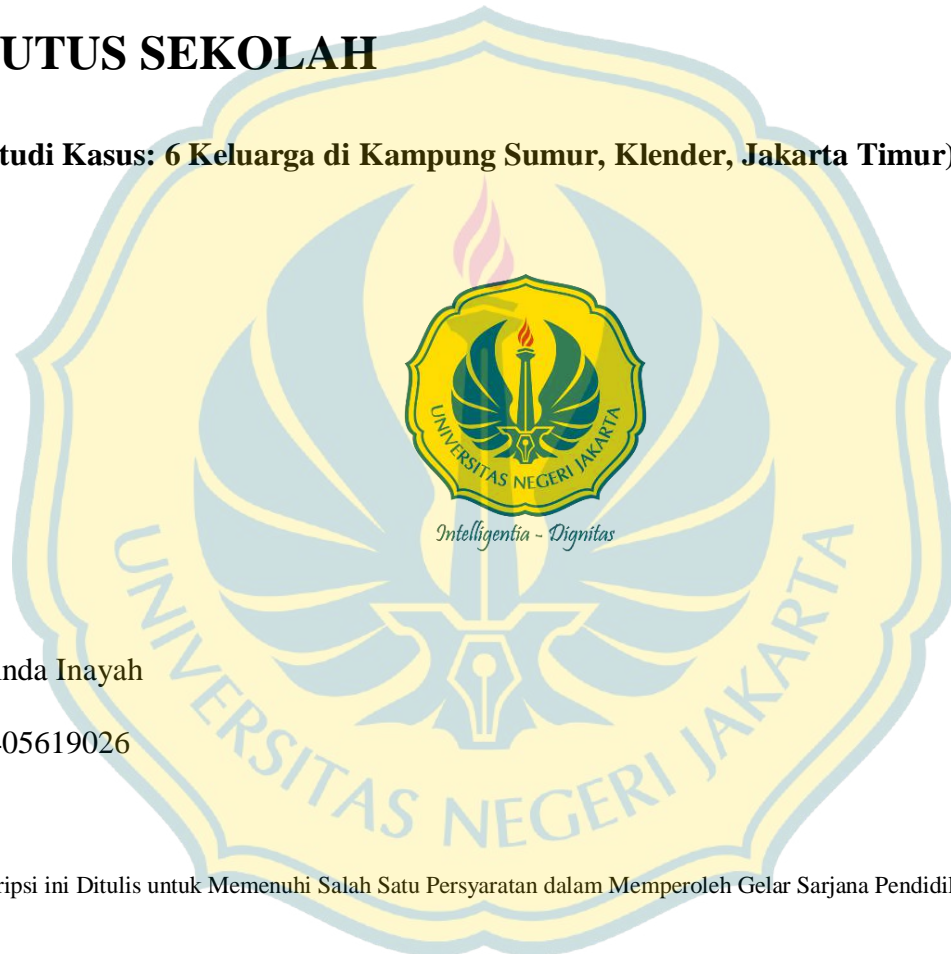 UTUS SEKOLAH
tudi Kasus: 6 Keluarga di Kampung Sumur, Klender, Jakarta Timur)
UNIVERSITAS NEGERI JAKARTA
Intelligentia - Dignitas
UNIVERSITAS NEGERI JAKARTA
nda Inayah
05619026
ripsi ini Ditulis untuk Memenuhi Salah Satu Persyaratan dalam Memperoleh Gelar Sarjana Pendidi